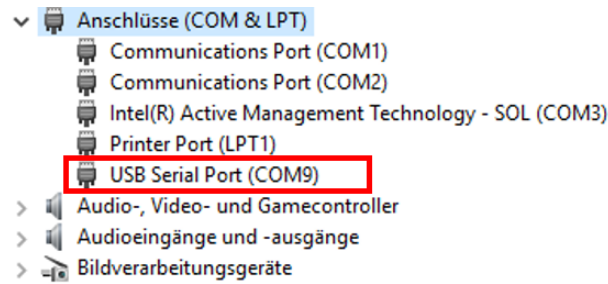 Anschlüsse (COM & LPT)
Communications Port (COM1)
Communications Port (COM2)
Intel(R) Active Management Technology - SOL (COM3)
Printer Port (LPT1)
USB Serial Port (COM9)
Audio-, Video- und Gamecontroller
Audioeingänge und -ausgänge
Bildverarbeitungsgeräte